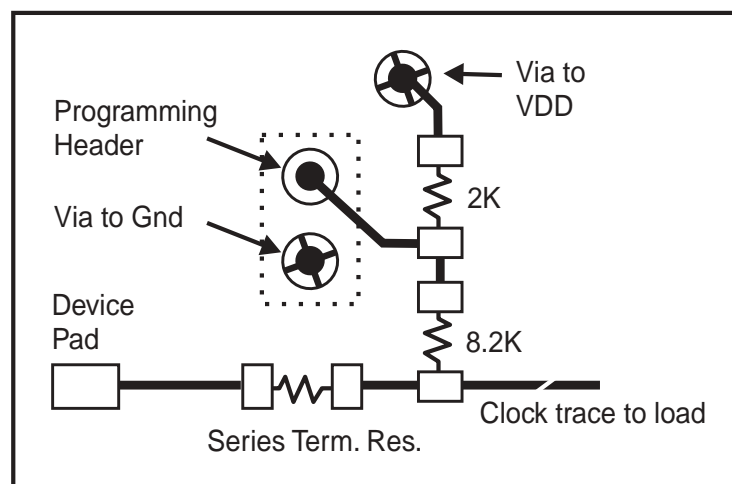 Via to
VDD
Programming
Header
2K
Via to Gnd
Device
Pad
8.2K
Clock trace to load
Series Term. Res.